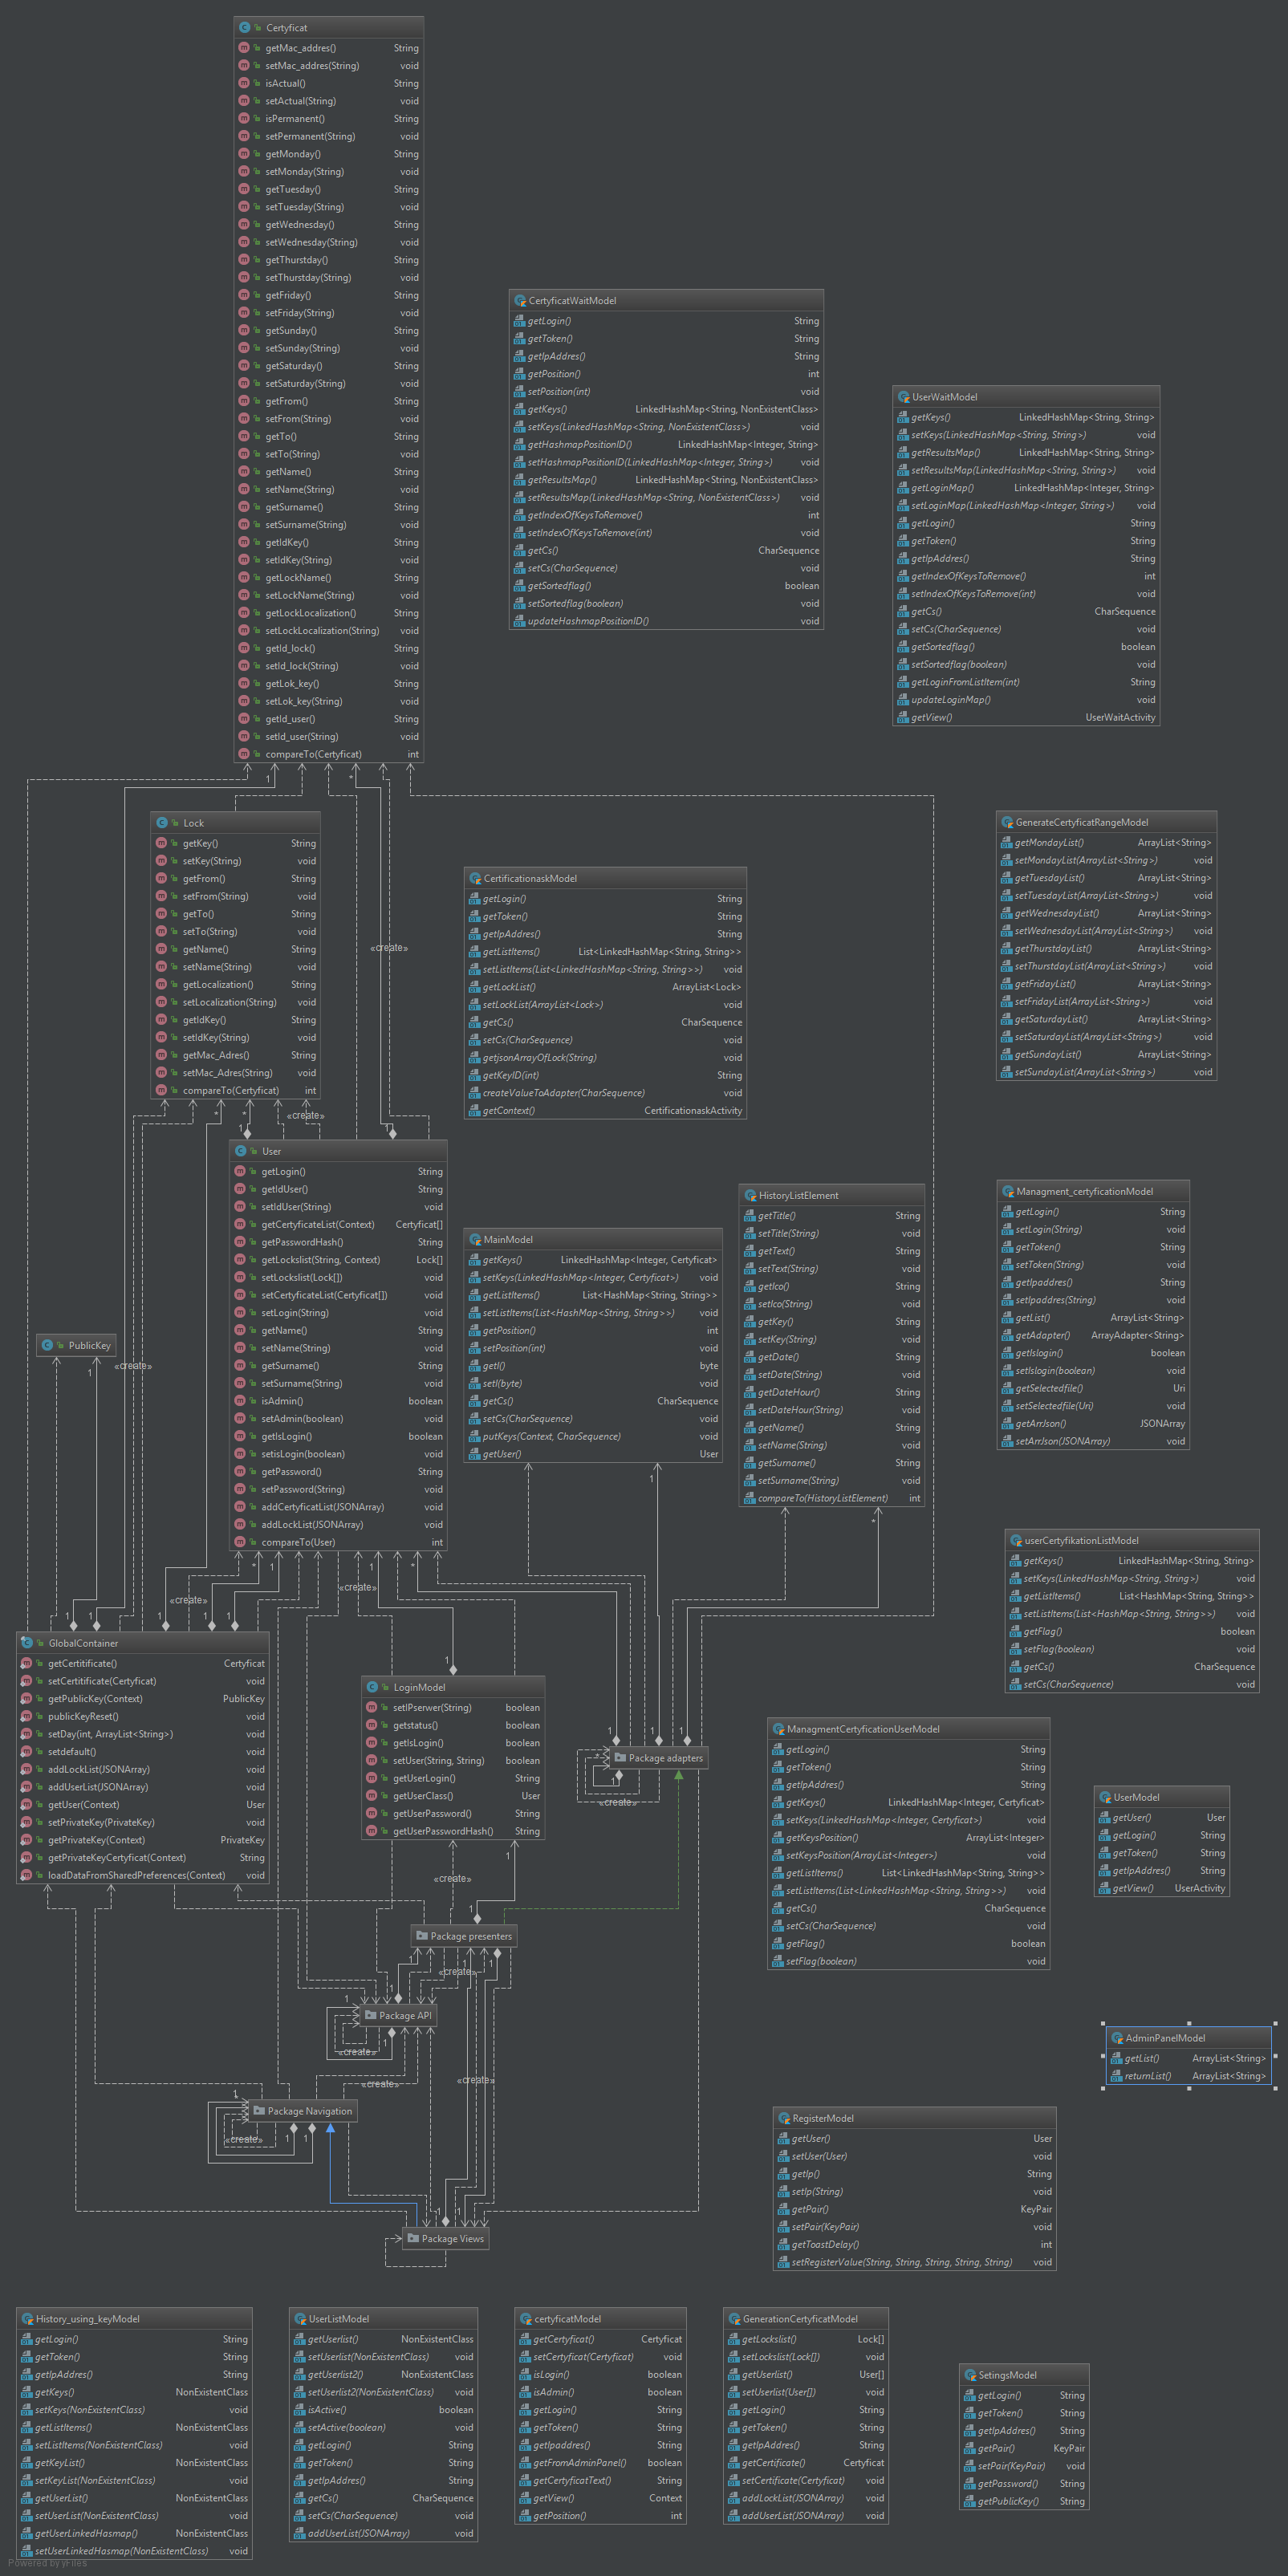 Certyficat
getMac_addres() String
setMac_addres(String) void
isActual() String
setActual(String) void
isPermanent() String
setPermanent(String) void
getMonday() String
setMonday(String) void
getTuesday() String
setTuesday(String) void
getWednesday() String
setWednesday(String) void
getThurstday() String
setThurstday(String) void
getFriday() String
setFriday(String) void
getSunday() String
setSunday(String) void
getSaturday() String
setSaturday(String) void
getFrom() String
setFrom(String) void
getTo() String
setTo(String) void
getName() String
setName(String) void
getSurname() String
setSurname(String) void
getIdKey() String
setIdKey(String) void
getLockName() String
setLockName(String) void
getLockLocalization() String
setLockLocalization(String) void
getId_lock() String
setId_lock(String) void
getLok_key() String
setLok_key(String) void
getId_user() String
setId_user(String) void
compareTo(Certyficat) int
CertyficatWaitModel
getLogin() String
getToken() String
getIpAddres() String
getPosition() int
setPosition(int) void
getKeys() LinkedHashMap<String, NonExistentClass>
setKeys(LinkedHashMap<String, NonExistentClass>) void
getHashmapPositionID() LinkedHashMap<Integer, String>
setHashmapPositionID(LinkedHashMap<Integer, String>) void
getResultsMap() LinkedHashMap<String, NonExistentClass>
setResultsMap(LinkedHashMap<String, NonExistentClass>) void
getIndexOfKeysToRemove() int
setIndexOfKeysToRemove(int) void
getCs() CharSequence
setCs(CharSequence) void
getSortedflag() boolean
setSortedflag(boolean) void
updateHashmapPositionID() void
UserWaitModel
getKeys() LinkedHashMap<String, String>
setKeys(LinkedHashMap<String, String>) void
getResultsMap() LinkedHashMap<String, String>
setResultsMap(LinkedHashMap<String, String>) void
getLoginMap() LinkedHashMap<Integer, String>
setLoginMap(LinkedHashMap<Integer, String>) void
getLogin() String
getToken() String
getIpAddres() String
getIndexOfKeysToRemove() int
setIndexOfKeysToRemove(int) void
getCs() CharSequence
setCs(CharSequence) void
getSortedflag() boolean
setSortedflag(boolean) void
getLoginFromListItem(int) String
updateLoginMap() void
getView() UserWaitActivity
1
*
Lock
getKey() String
setKey(String) void
getFrom() String
setFrom(String) void
getTo() String
setTo(String) void
getName() String
setName(String) void
getLocalization() String
setLocalization(String) void
getIdKey() String
setIdKey(String) void
getMac_Adres() String
setMac_Adres(String) void
compareTo(Certyficat) int
«create»
CertificationaskModel
getLogin() String
getToken() String
getIpAdres() String
getListItems() List<LinkedHashMap<String, String>>
setListItems(List<LinkedHashMap<String, String>>) void
getLockList() ArrayList<Lock>
setLockList(ArrayList<Lock>) void
getCs() CharSequence
setCs(CharSequence) void
getjsonArrayOfLock(String) void
getKeyID(int) String
createValueToAdapter(CharSequence) void
getContext() CertificationaskActivity
GenerateCertyficatRangeModel
getMondayList() ArrayList<String>
setMondayList(ArrayList<String>) void
getTuesdayList() ArrayList<String>
setTuesdayList(ArrayList<String>) void
getWednesdayList() ArrayList<String>
setWednesdayList(ArrayList<String>) void
getThurstdayList() ArrayList<String>
setThurstdayList(ArrayList<String>) void
getFridayList() ArrayList<String>
setFridayList(ArrayList<String>) void
getSaturdayList() ArrayList<String>
setSaturdayList(ArrayList<String>) void
getSundayList() ArrayList<String>
setSundayList(ArrayList<String>) void
* * «create»
1 1
User
getLogin() String
getIdUser() String
setIdUser(String) void
getCertyficateList(Context) Certyficat[]
getPasswordHash() String
getLockslist(String, Context) Lock[]
setLockslist(Lock[]) void
setCertyficateList(Certyficat[]) void
setLogin(String) void
getName() String
setName(String) void
getSurname() String
setSurname(String) void
isAdmin() boolean
setAdmin(boolean) void
getIsLogin() boolean
setisLogin(boolean) void
getPassword() String
setPassword(String) void
addCertyficatList(JSONArray) void
addLockList(JSONArray) void
compareTo(User) int
MainModel
getKeys() LinkedHashMap<Integer, Certyficat>
setKeys(LinkedHashMap<Integer, Certyficat>) void
getListItems() List<HashMap<String, String>>
setListItems(List<HashMap<String, String>>) void
getPosition() int
setPosition(int) void
getI() byte
setI(byte) void
getCs() CharSequence
setCs(CharSequence) void
putKeys(Context, CharSequence) void
getUser() User
HistoryListElement
getTitle() String
setTitle(String) void
getText() String
setText(String) void
getIco() String
setIco(String) void
getKey() String
setKey(String) void
getDate() String
setDate(String) void
getDateHour() String
setDateHour(String) void
getName() String
setName(String) void
getSurname() String
setSurname(String) void
compareTo(HistoryListElement) int
Managment_certyficationModel
getLogin() String
setLogin(String) void
getToken() String
setToken(String) void
getIpaddres() String
setIpaddres(String) void
getList() ArrayList<String>
getAdapter() ArrayAdapter<String>
getIslogin() boolean
setIslogin(boolean) void
getSelectedfile() Uri
setSelectedfile(Uri) void
getArrJson() JSONArray
setArrJson(JSONArray) void
PublicKey
1 «create»
1
*
userCertyfikationListModel
getKeys() LinkedHashMap<String, String>
setKeys(LinkedHashMap<String, String>) void
getListItems() List<HashMap<String, String>>
setListItems(List<HashMap<String, String>>) void
getFlag() boolean
setFlag(boolean) void
getCs() CharSequence
setCs(CharSequence) void
* 1 1 *
«create»
«create»
1 1 1 1 1
GlobalContainer
getCertitificate() Certyficat
setCertitificate(Certyficat) void
getPublicKey(Context) PublicKey
publicKeyReset() void
setDay(int, ArrayList<String>) void
setdefault() void
addLockList(JSONArray) void
addUserList(JSONArray) void
getUser(Context) User
setPrivateKey(PrivateKey) void
getPrivateKey(Context) PrivateKey
getPrivateKeyCertyficat(Context) String
loadDataFromSharedPreferences(Context) void
1
LoginModel
setIPserwer(String) boolean
getstatus() boolean
getIsLogin() boolean
setUser(String, String) boolean
getUserLogin() String
getUserClass() User
getUserPassword() String
getUserPasswordHash() String
1 1 1
Package adapters
*
1
«create»
ManagmentCertyficationUserModel
getLogin() String
getToken() String
getIpAddres() String
getKeys() LinkedHashMap<Integer, Certyficat>
setKeys(LinkedHashMap<Integer, Certyficat>) void
getKeysPosition() ArrayList<Integer>
setKeysPosition(ArrayList<Integer>) void
getListItems() List<LinkedHashMap<String, String>>
setListItems(List<LinkedHashMap<String, String>>) void
getCs() CharSequence
setCs(CharSequence) void
getFlag() boolean
setFlag(boolean) void
UserModel
getUser() User
getLogin() String
getToken() String
getIpAddres() String
getView() UserActivity
1
«create»
1
Package presenters
1 1 1
«create»
1
1
Package API
1
«create»
«create»
«create»
AdminPanelModel
getList() ArrayList<String>
returnList() ArrayList<String>
1
*
Package Navigation
1 1
«create»
RegisterModel
getUser() User
setUser(User) void
getIp() String
setIp(String) void
getPair() KeyPair
setPair(KeyPair) void
getToastDelay() int
setRegisterValue(String, String, String, String, String) void
1 1
Package Views
History_using_keyModel
getLogin() String
getToken() String
getIpAddres() String
getKeys() NonExistentClass
setKeys(NonExistentClass) void
getListItems() NonExistentClass
setListItems(NonExistentClass) void
getKeyList() NonExistentClass
setKeyList(NonExistentClass) void
getUserList() NonExistentClass
setUserList(NonExistentClass) void
getUserLinkedHasmap() NonExistentClass
setUserLinkedHasmap(NonExistentClass) void
UserListModel
getUserlist() NonExistentClass
setUserlist(NonExistentClass) void
getUserlist2() NonExistentClass
setUserlist2(NonExistentClass) void
isActive() boolean
setActive(boolean) void
getLogin() String
getToken() String
getIpAddres() String
getCs() CharSequence
setCs(CharSequence) void
addUserList(JSONArray) void
certyficatModel
getCertyficat() Certyficat
setCertyficat(Certyficat) void
isLogin() boolean
isAdmin() boolean
getLogin() String
getToken() String
getIpaddres() String
getFromAdminPanel() boolean
getCertyficatText() String
getView() Context
getPosition() int
GenerationCertyficatModel
getLockslist() Lock[]
setLockslist(Lock[]) void
getUserlist() User[]
setUserlist(User[]) void
getLogin() String
getToken() String
getIpAddres() String
getCertificate() Certyficat
setCertificate(Certyficat) void
addLockList(JSONArray) void
addUserList(JSONArray) void
SetingsModel
getLogin() String
getToken() String
getIpAddres() String
getPair() KeyPair
setPair(KeyPair) void
getPassword() String
getPublicKey() String
Powered by yFiles